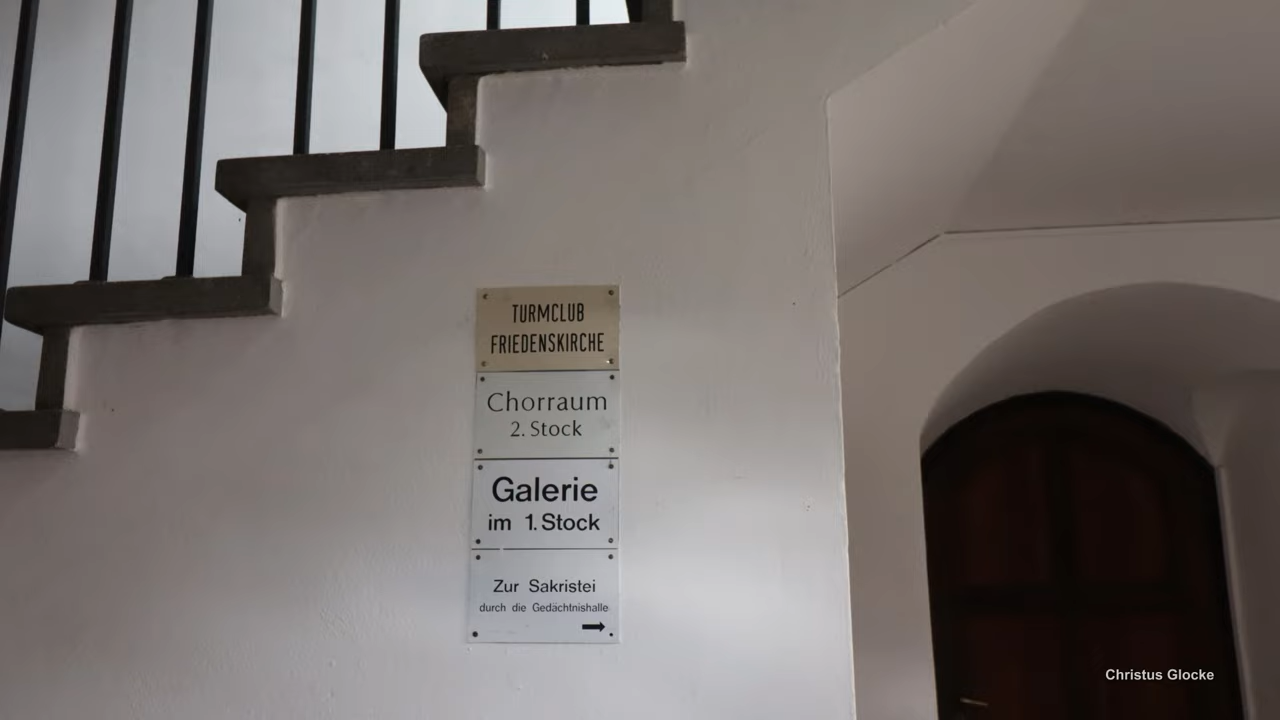 TURMCLUB
FRIEDENSKIRCHE
Chorraum
2. Stock
Galerie
im 1. Stock
Zur Sakristei
durch die Gedächtnishalle
Christus Glocke